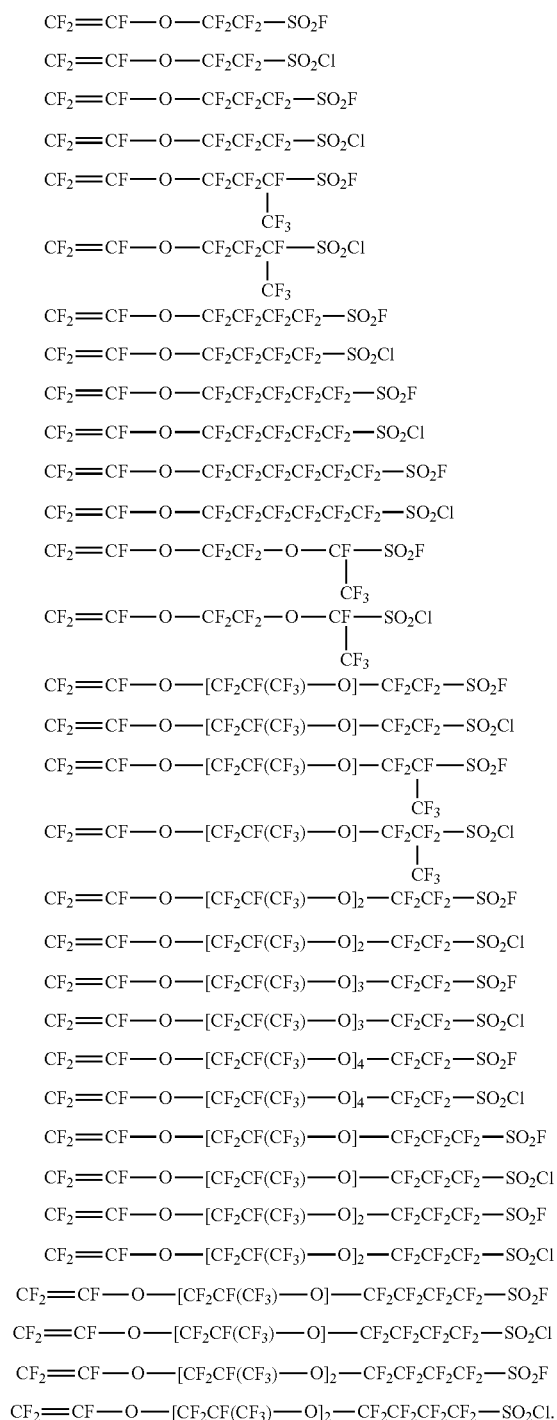 CF₂=CF—O—CF₂CF₂—SO₂F
CF₂=CF—O—CF₂CF₂—SO₂Cl
CF₂=CF—O—CF₂CF₂CF₂—SO₂F
CF₂=CF—O—CF₂CF₂CF₂—SO₂Cl
CF₂=CF—O—CF₂CF₂CF—SO₂F
CF₃
CF₂=CF—O—CF₂CF₂CF—SO₂Cl
CF₃
CF₂=CF—O—CF₂CF₂CF₂CF₂—SO₂F
CF₂=CF—O—CF₂CF₂CF₂CF₂—SO₂Cl
CF₂=CF—O—CF₂CF₂CF₂CF₂CF₂—SO₂F
CF₂=CF—O—CF₂CF₂CF₂CF₂CF₂—SO₂Cl
CF₂=CF—O—CF₂CF₂CF₂CF₂CF₂CF₂—SO₂F
CF₂=CF—O—CF₂CF₂CF₂CF₂CF₂CF₂—SO₂Cl
CF₂=CF—O—CF₂CF₂—O—CF—SO₂F
CF₃
CF₂=CF—O—CF₂CF₂—O—CF—SO₂Cl
CF₃
CF₂=CF—O—[CF₂CF(CF₃)—O]—CF₂CF₂—SO₂F
CF₂=CF—O—[CF₂CF(CF₃)—O]—CF₂CF₂—SO₂Cl
CF₂=CF—O—[CF₂CF(CF₃)—O]—CF₂CF—SO₂F
CF₃
CF₂=CF—O—[CF₂CF(CF₃)—O]—CF₂CF₂—SO₂Cl
CF₃
CF₂=CF—O—[CF₂CF(CF₃)—O]₂—CF₂CF₂—SO₂F
CF₂=CF—O—[CF₂CF(CF₃)—O]₂—CF₂CF₂—SO₂Cl
CF₂=CF—O—[CF₂CF(CF₃)—O]₃—CF₂CF₂—SO₂F
CF₂=CF—O—[CF₂CF(CF₃)—O]₃—CF₂CF₂—SO₂Cl
CF₂=CF—O—[CF₂CF(CF₃)—O]₄—CF₂CF₂—SO₂F
CF₂=CF—O—[CF₂CF(CF₃)—O]₄—CF₂CF₂—SO₂Cl
CF₂=CF—O—[CF₂CF(CF₃)—O]—CF₂CF₂CF₂—SO₂F
CF₂=CF—O—[CF₂CF(CF₃)—O]—CF₂CF₂CF₂—SO₂Cl
CF₂=CF—O—[CF₂CF(CF₃)—O]₂—CF₂CF₂CF₂—SO₂F
CF₂=CF—O—[CF₂CF(CF₃)—O]₂—CF₂CF₂CF₂—SO₂Cl
CF₂=CF—O—[CF₂CF(CF₃)—O]—CF₂CF₂CF₂CF₂—SO₂F
CF₂=CF—O—[CF₂CF(CF₃)—O]—CF₂CF₂CF₂CF₂—SO₂Cl
CF₂=CF—O—[CF₂CF(CF₃)—O]₂—CF₂CF₂CF₂CF₂—SO₂F
CF₂=CF—O—[CF₂CF(CF₃)—O]₂—CF₂CF₂CF₂CF₂—SO₂Cl.